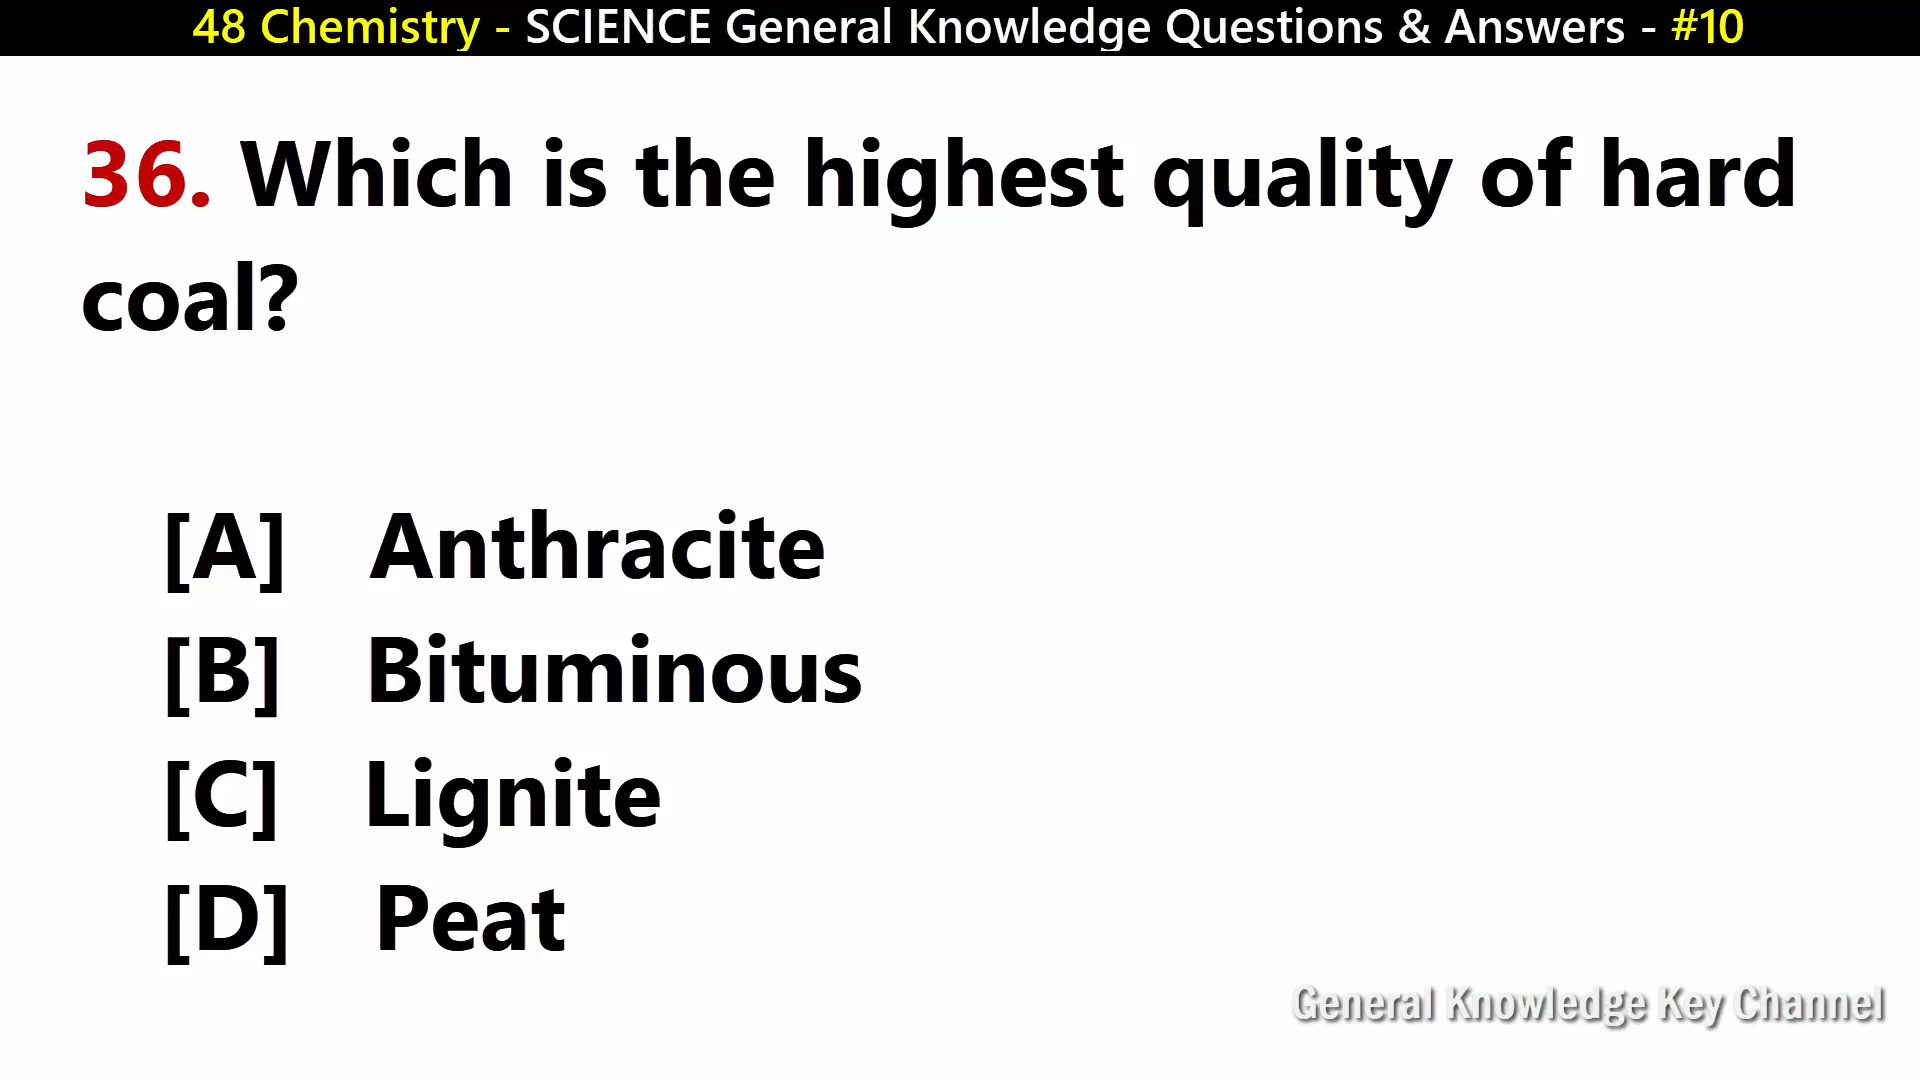 48 Chemistry - SCIENCE General Knowledge Questions & Answers - #10
36. Which is the highest quality of hard
coal?
[A] Anthracite
[B] Bituminous
[C] Lignite
[D] Peat
General Knowledge Key Channel